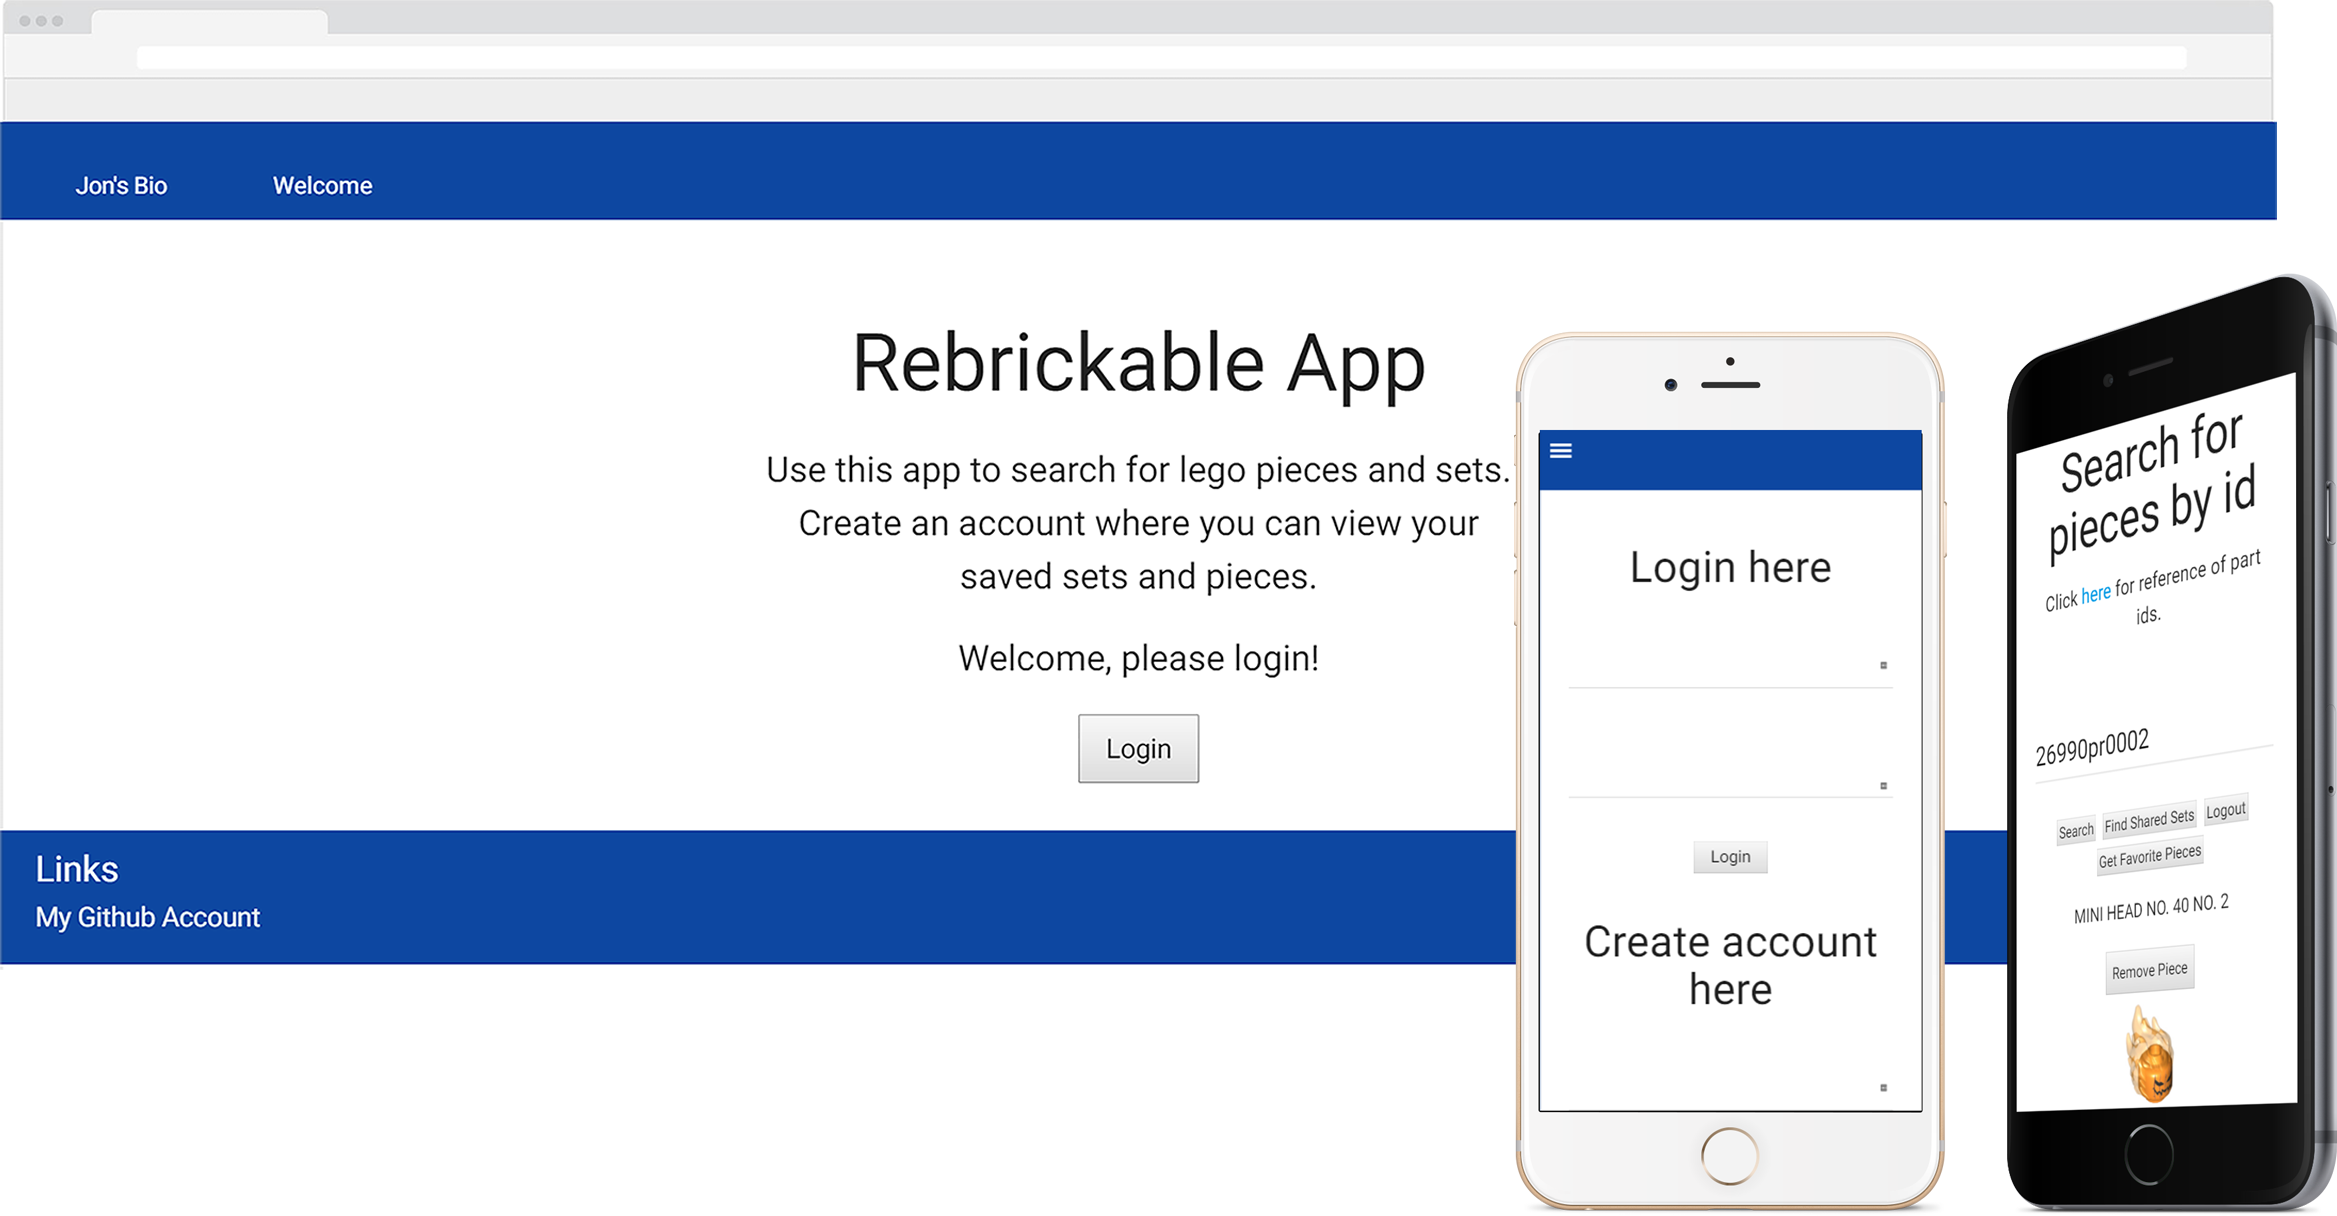 Jon's Bio
Welcome
Rebrickable App
Use this app to search for lego pieces and sets.
Create an account where you can view your
saved sets and pieces.
Welcome, please login!
Login
Links
My Github Account
Login here
Login
Create account
here
Search for
pieces by id
Click here for reference of part
ids.
26990pr0002
Search
Find Shared Sets
Logout
Get Favorite Pieces
MINI HEAD NO. 40 NO. 2
Remove Piece